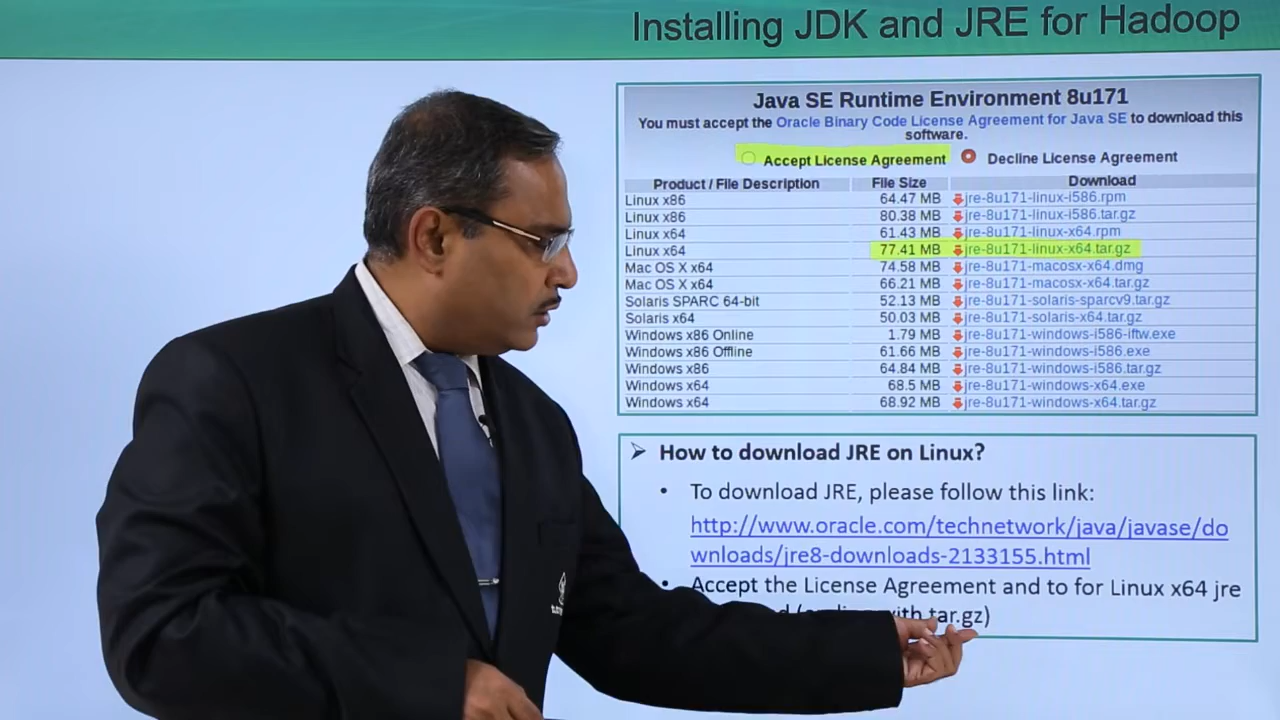 Installing JDK and JRE for Hadoop
Java SE Runtime Environment 8u171
You must accept the Oracle Binary Code License Agreement for Java SE to download this
software.
Accept License Agreement Decline License Agreement
Product / File Description File Size Download
Linux x86 64.47 MB jre-8u171-linux-i586.rpm
Linux x86 80.38 MB jre-8u171-linux-i586.tar.gz
Linux x64 61.43 MB jre-8u171-linux-x64.rpm
Linux x64 77.41 MB jre-8u171-linux-x64.tar.gz
Mac OS X x64 74.58 MB jre-8u171-macosx-x64.dmg
Mac OS X x64 66.21 MB jre-8u171-macosx-x64.tar.gz
Solaris SPARC 64-bit 52.13 MB jre-8u171-solaris-sparcv9.tar.gz
Solaris x64 50.03 MB jre-8u171-solaris-x64.tar.gz
Windows x86 Online 1.79 MB jre-8u171-windows-i586-iftw.exe
Windows x86 Offline 61.66 MB jre-8u171-windows-i586.exe
Windows x86 64.84 MB jre-8u171-windows-i586.tar.gz
Windows x64 68.5 MB jre-8u171-windows-x64.exe
Windows x64 68.92 MB jre-8u171-windows-x64.tar.gz
➢ How to download JRE on Linux?
• To download JRE, please follow this link:
http://www.oracle.com/technetwork/java/javase/do
wnloads/jre8-downloads-2133155.html
• Accept the License Agreement and to for Linux x64 jre
with tar.gz)